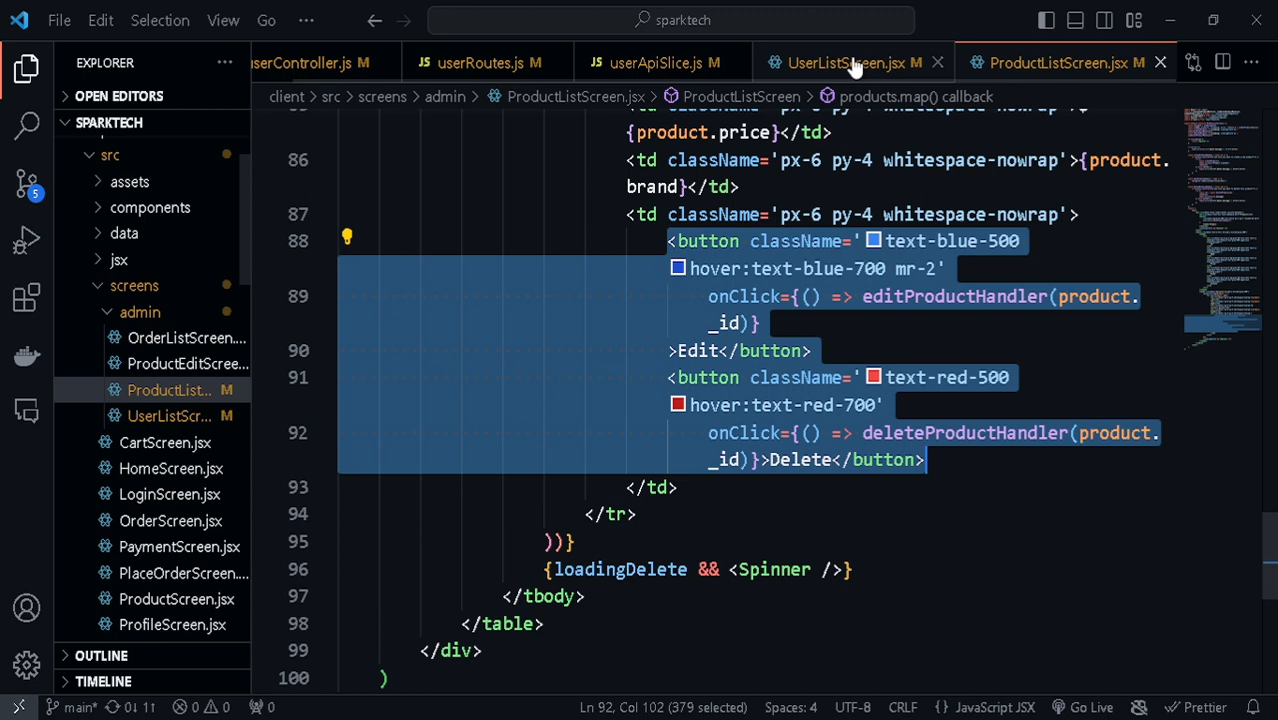 File Edit Selection View Go ··· sparktech
EXPLORER ···
userController.js M
userRoutes.js M
userApiSlice.js M
UserListScreen.jsx M
ProductListScreen.jsx M
client > src > screens > admin > ProductListScreen.jsx > ProductListScreen > products.map() callback
OPEN EDITORS
SPARKTECH
src
assets
components
data
jsx
screens
admin
OrderListScreen....
ProductEditScree...
ProductList... M
UserListScr... M
CartScreen.jsx
HomeScreen.jsx
LoginScreen.jsx
OrderScreen.jsx
PaymentScreen.jsx
PlaceOrderScreen....
ProductScreen.jsx
ProfileScreen.jsx
OUTLINE
TIMELINE
5
{product.price}</td>
86 <td className='px-6 py-4 whitespace-nowrap'>{product.
brand}</td>
87 <td className='px-6 py-4 whitespace-nowrap'>
88 <button className='text-blue-500
hover:text-blue-700 mr-2'
89 onClick={() => editProductHandler(product.
_id)}
90 >Edit</button>
91 <button className='text-red-500
hover:text-red-700'
92 onClick={() => deleteProductHandler(product.
_id)}>Delete</button>
93 </td>
94 </tr>
95 ))}
96 {loadingDelete && <Spinner />}
97 </tbody>
98 </table>
99 </div>
100 )
main* 0↓ 1↑ 0 0 0 Ln 92, Col 102 (379 selected) Spaces: 4 UTF-8 CRLF {} JavaScript JSX Go Live Prettier